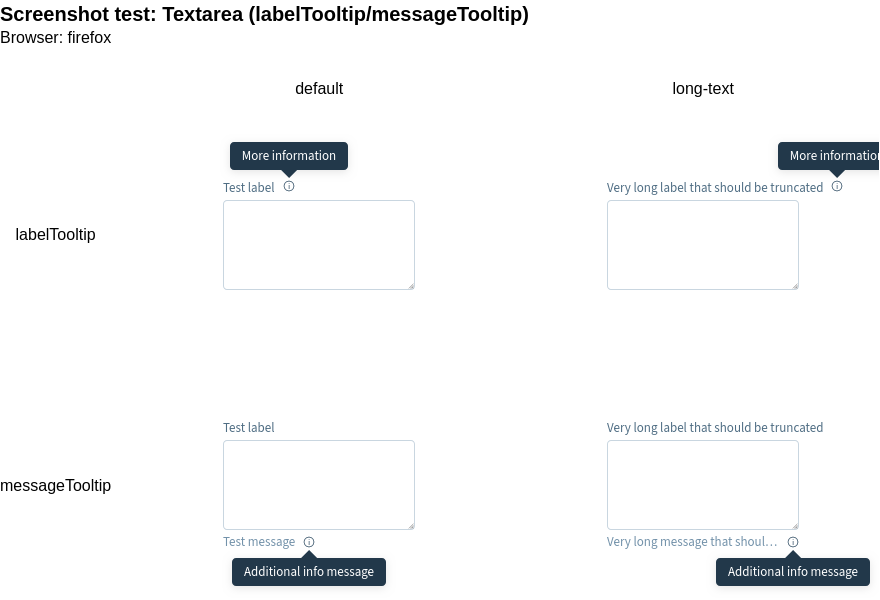 Screenshot test: Textarea (labelTooltip/messageTooltip)
Browser: firefox
default long-text
More information More information
Test label Very long label that should be truncated
labelTooltip
Test label Very long label that should be truncated
messageTooltip
Test message Very long message that shoul…
Additional info message Additional info message